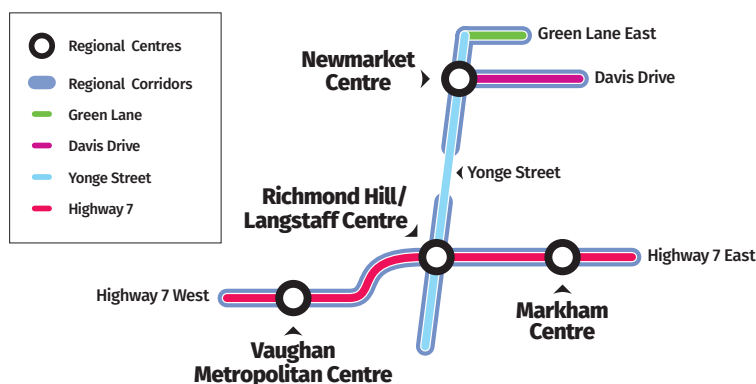 Regional Centres
Regional Corridors
Green Lane
Davis Drive
Yonge Street
Highway 7
Green Lane East
Newmarket
Centre
Davis Drive
Yonge Street
Richmond Hill/
Langstaff Centre
Highway 7 East
Highway 7 West
Markham
Centre
Vaughan
Metropolitan Centre